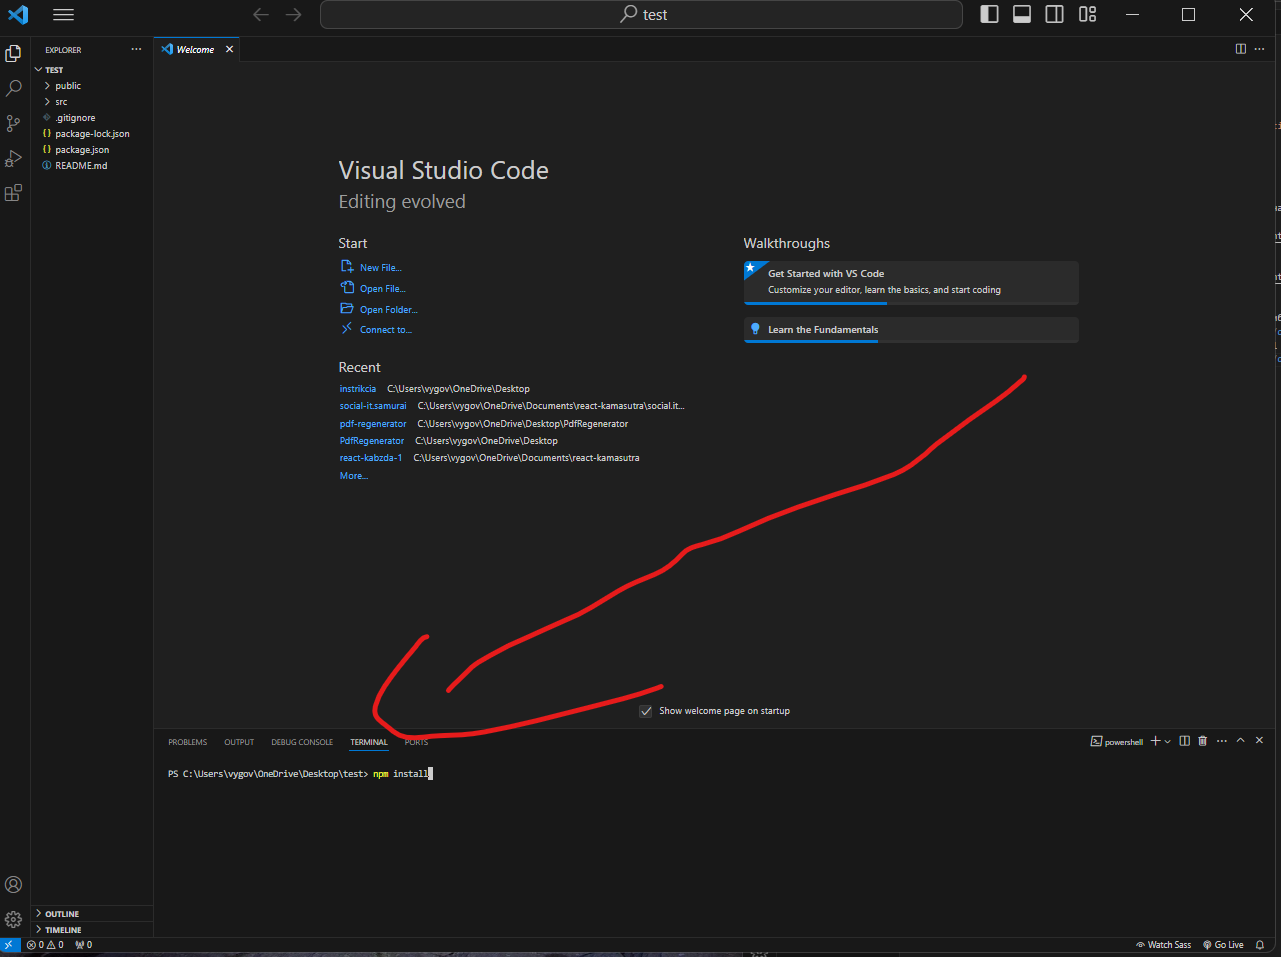 test
EXPLORER
Welcome
TEST
public
src
.gitignore
package-lock.json
package.json
README.md
Visual Studio Code
Editing evolved
Start
New File...
Open File...
Open Folder...
Connect to...
Recent
instrikcia C:\Users\vygov\OneDrive\Desktop
social-it.samurai C:\Users\vygov\OneDrive\Documents\react-kamasutra\social.it...
pdf-regenerator C:\Users\vygov\OneDrive\Desktop\PdfRegenerator
PdfRegenerator C:\Users\vygov\OneDrive\Desktop
react-kabzda-1 C:\Users\vygov\OneDrive\Documents\react-kamasutra
More...
Walkthroughs
Get Started with VS Code
Customize your editor, learn the basics, and start coding
Learn the Fundamentals
Show welcome page on startup
PROBLEMS OUTPUT DEBUG CONSOLE TERMINAL PORTS
powershell
PS C:\Users\vygov\OneDrive\Desktop\test> npm install
OUTLINE
TIMELINE
0 0 0
Watch Sass Go Live